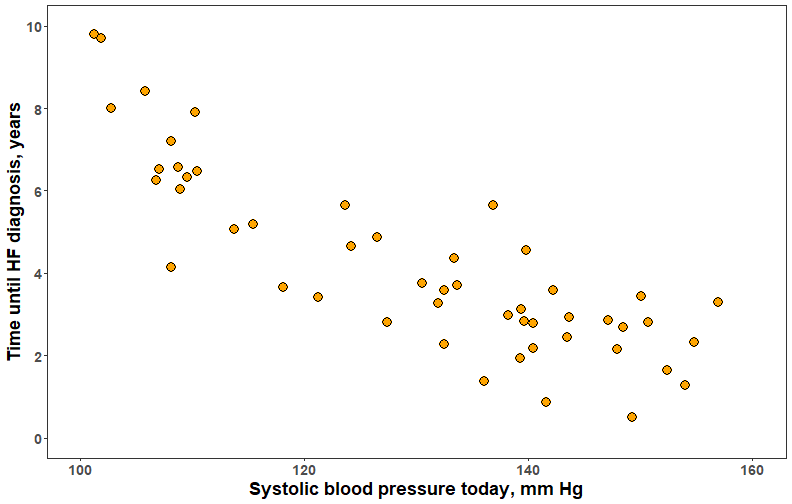 Time until HF diagnosis, years
10
8
6
4
2
0
100 120 140 160
Systolic blood pressure today, mm Hg